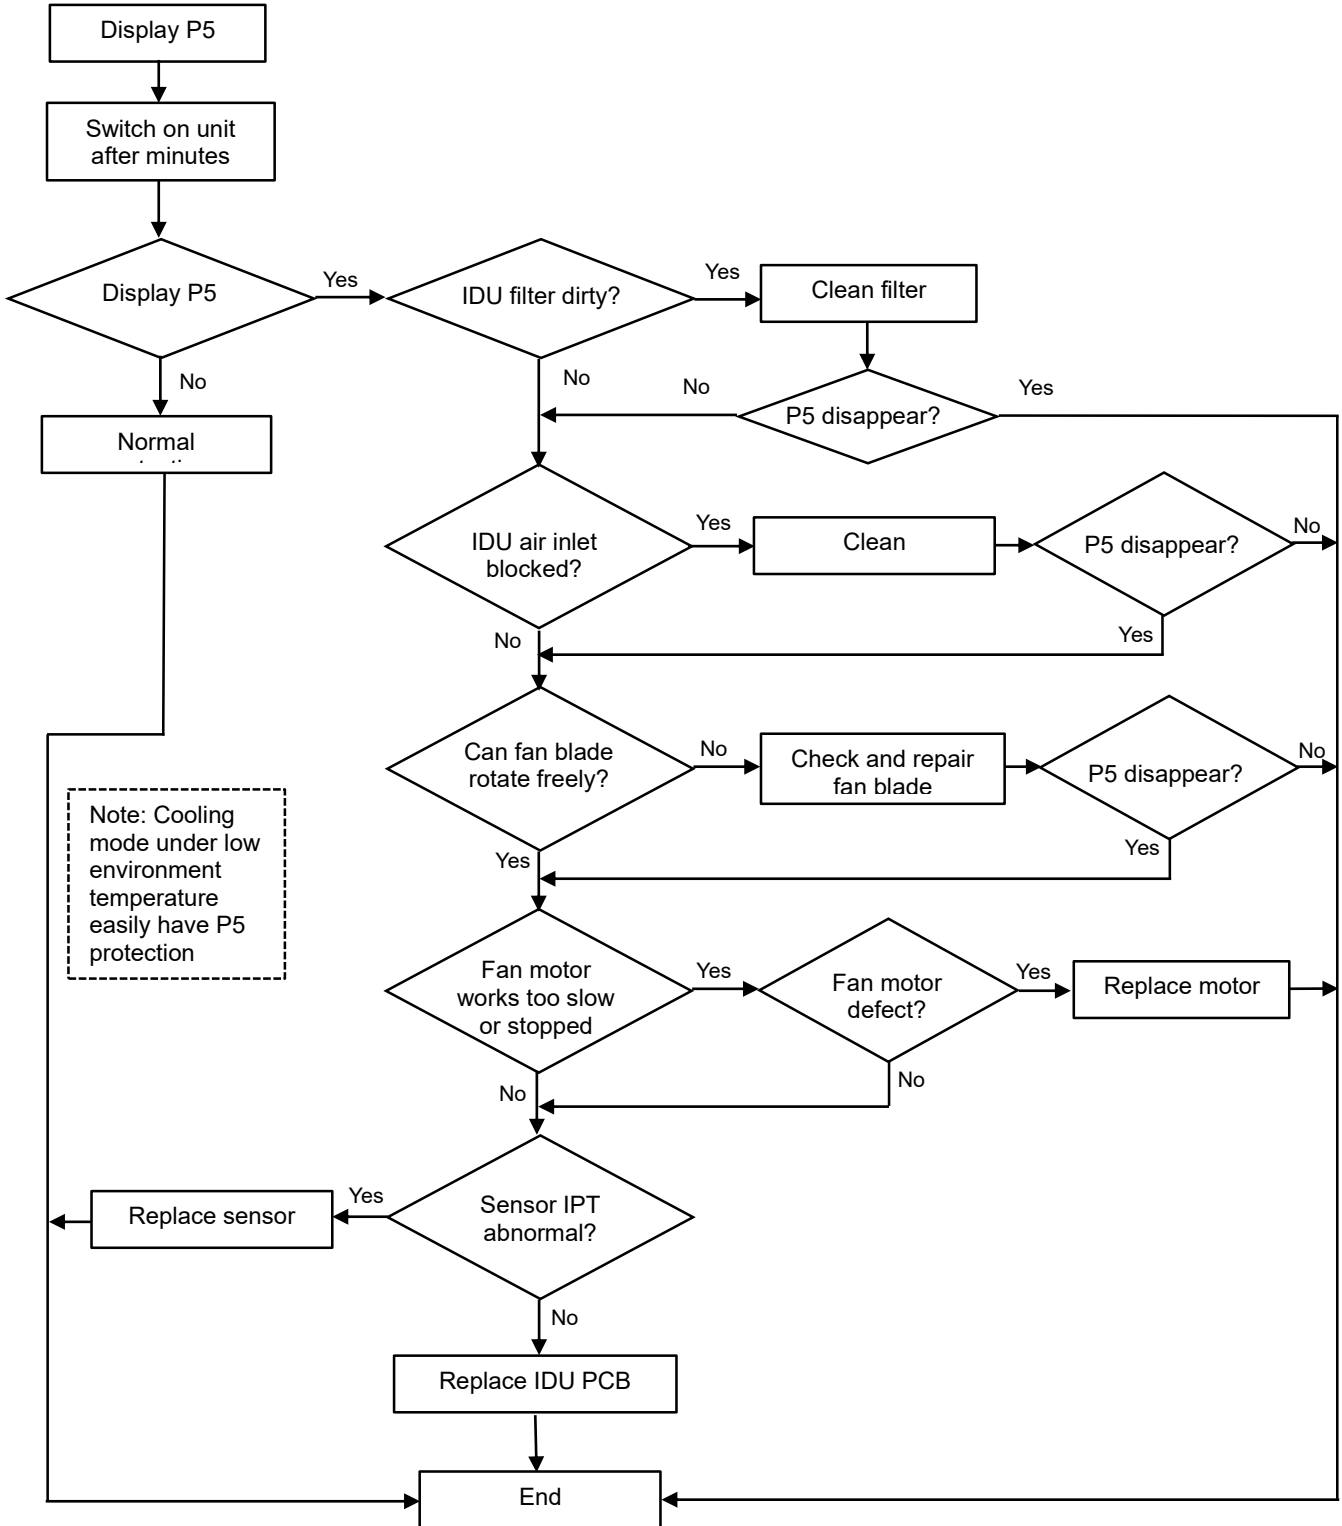 Display P5
Switch on unit
after minutes
Display P5
Yes
IDU filter dirty?
Yes
Clean filter
No
No
No
P5 disappear?
Yes
Normal
IDU air inlet
blocked?
Yes
Clean
P5 disappear?
No
No
Yes
Can fan blade
rotate freely?
No
Check and repair
fan blade
P5 disappear?
No
Yes
Yes
Note: Cooling
mode under low
environment
temperature
easily have P5
protection
Fan motor
works too slow
or stopped
Yes
Fan motor
defect?
Yes
Replace motor
No
No
Replace sensor
Yes
Sensor IPT
abnormal?
No
Replace IDU PCB
End